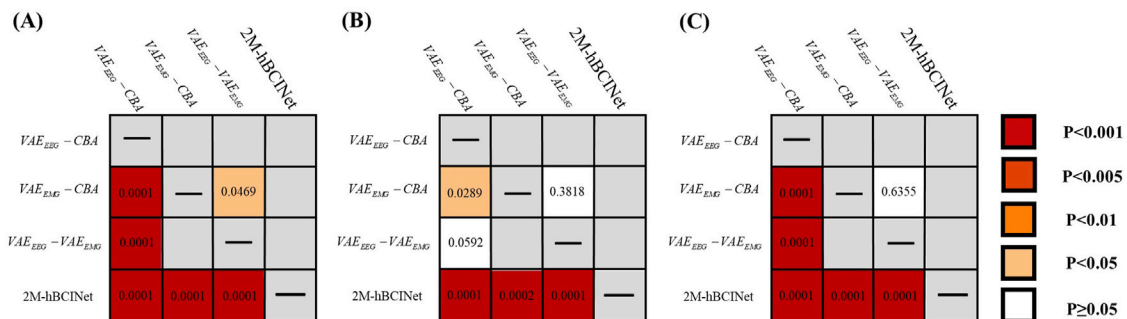 (A)
VAE_EEG – CBA
VAE_EMG – CBA
VAE_EEG – VAE_EMG
2M-hBCINet
VAE_EEG – CBA
—
VAE_EMG – CBA
0.0001 — 0.0469
VAE_EEG – VAE_EMG
0.0001 —
2M-hBCINet
0.0001 0.0001 0.0001 —
(B)
VAE_EEG – CBA
VAE_EMG – CBA
VAE_EEG – VAE_EMG
2M-hBCINet
VAE_EEG – CBA
—
VAE_EMG – CBA
0.0289 — 0.3818
VAE_EEG – VAE_EMG
0.0592 —
2M-hBCINet
0.0001 0.0002 0.0001 —
(C)
VAE_EEG – CBA
VAE_EMG – CBA
VAE_EEG – VAE_EMG
2M-hBCINet
VAE_EEG – CBA
—
VAE_EMG – CBA
0.0001 — 0.6355
VAE_EEG – VAE_EMG
0.0001 —
2M-hBCINet
0.0001 0.0001 0.0001 —
P<0.001
P<0.005
P<0.01
P<0.05
P≥0.05